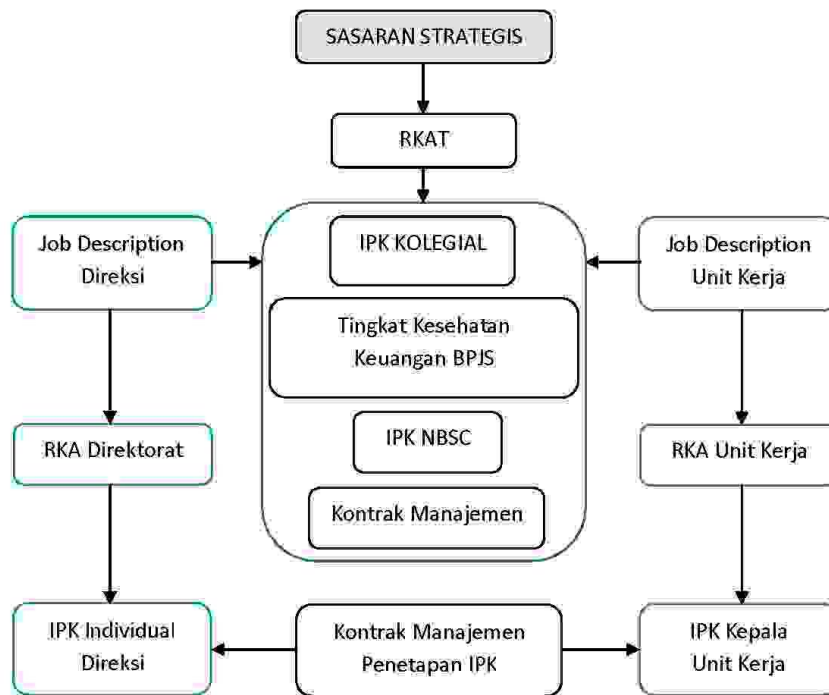 SASARAN STRATEGIS
RKAT
Job Description
Direksi
IPK KOLEGIAL
Job Description
Unit Kerja
Tingkat Kesehatan
Keuangan BPJS
RKA Direktorat
IPK NBSC
RKA Unit Kerja
Kontrak Manajemen
IPK Individual
Direksi
Kontrak Manajemen
Penetapan IPK
IPK Kepala
Unit Kerja